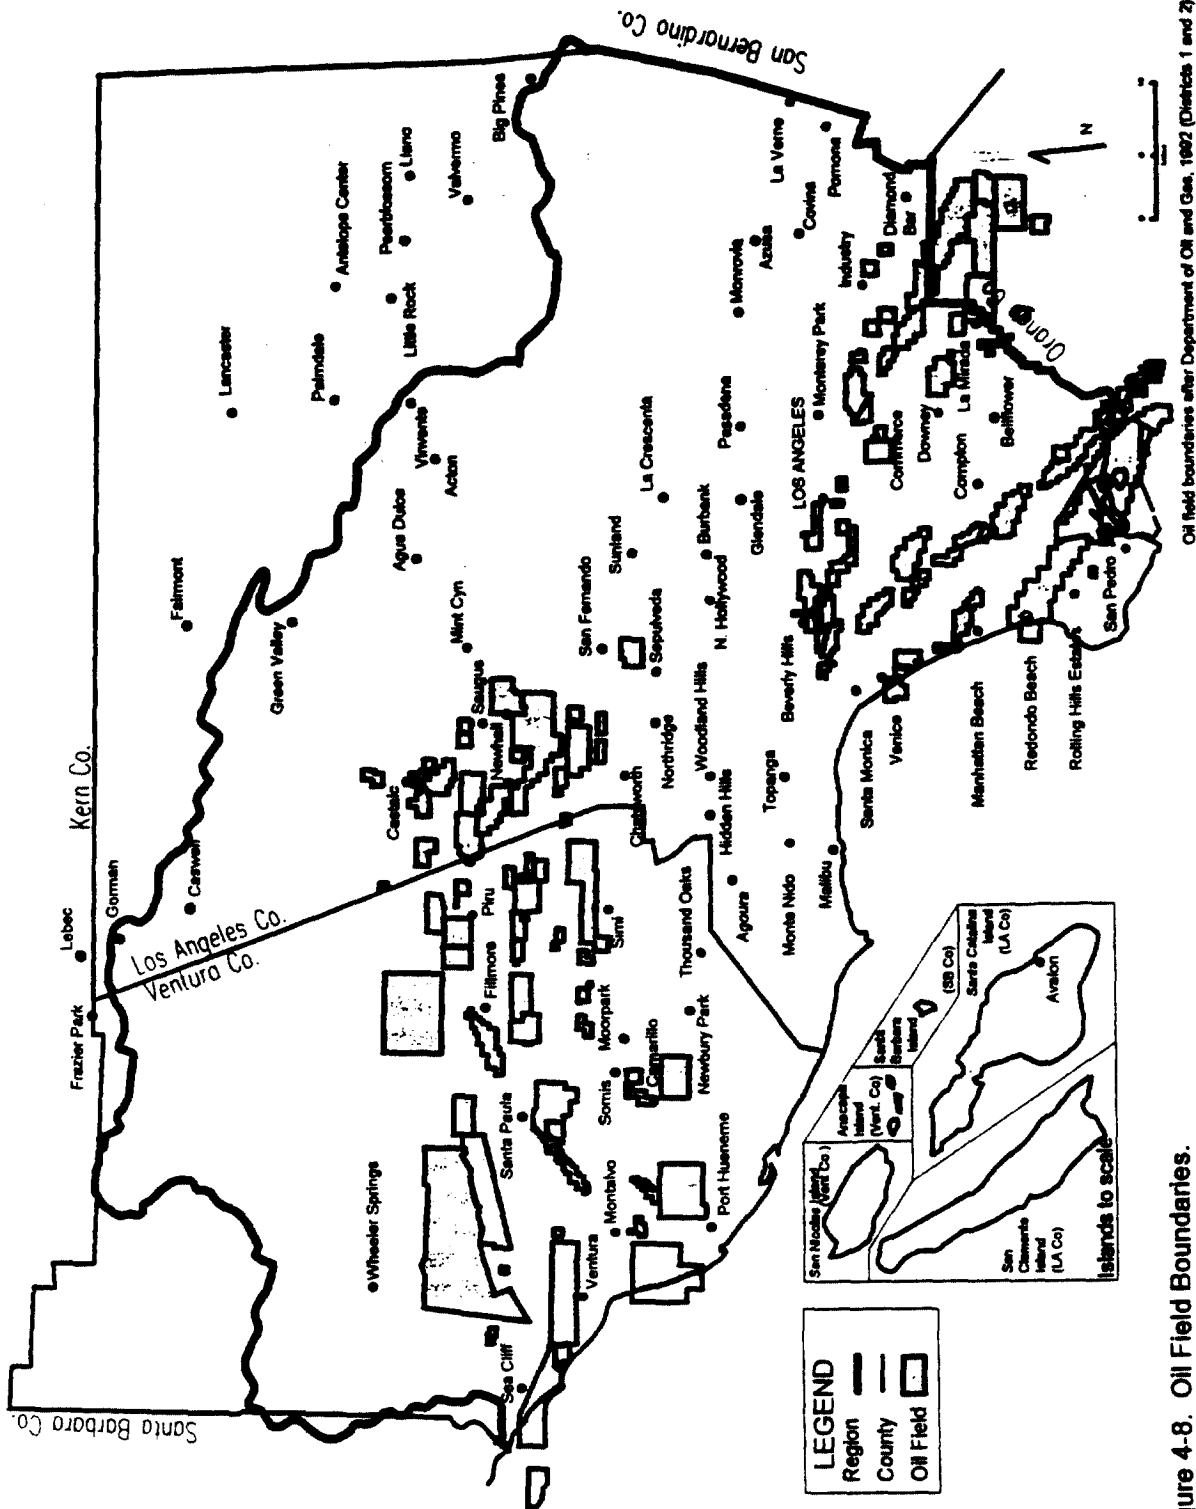 Santa Barbara Co.
Kern Co.
San Bernardino Co.
Los Angeles Co.
Ventura Co.
Lebec
Frazier Park
Gorman
Caswell
Fairmont
Green Valley
Lancaster
Palmdale
Antelope Center
Little Rock
Pearblossom
Llano
Valyermo
Big Pines
Vincent
Acton
Agua Dulce
Mint Cyn
Saugus
Newhall
Castaic
Piru
Fillmore
Wheeler Springs
Santa Paula
Sea Cliff
Ventura
Montalvo
Somis
Moorpark
Camarillo
Simi
Chatsworth
San Fernando
Sunland
Sepulveda
Northridge
La Crescenta
Burbank
N. Hollywood
Woodland Hills
Hidden Hills
Thousand Oaks
Newbury Park
Port Hueneme
Agoura
Monte Nido
Topanga
Malibu
Glendale
Pasadena
Monrovia
Azusa
Covina
La Verne
Pomona
Diamond
Bar
Industry
Monterey Park
LOS ANGELES
Beverly Hills
Santa Monica
Venice
Commerce
Downey
La Mirada
Compton
Bellflower
Manhattan Beach
Redondo Beach
Rolling Hills Estates
San Pedro
N
LEGEND
Region
County
Oil Field
San Nicolas Island
(Vent Co)
Anacapa
Island
(Vent. Co)
Santa
Barbara
Island
(SB Co)
Santa Catalina
Island
(LA Co)
Avalon
San
Clemente
Island
(LA Co)
Islands to scale
Oil field boundaries after Department of Oil and Gas, 1992 (Districts 1 and 2)
ure 4-8. Oil Field Boundaries.